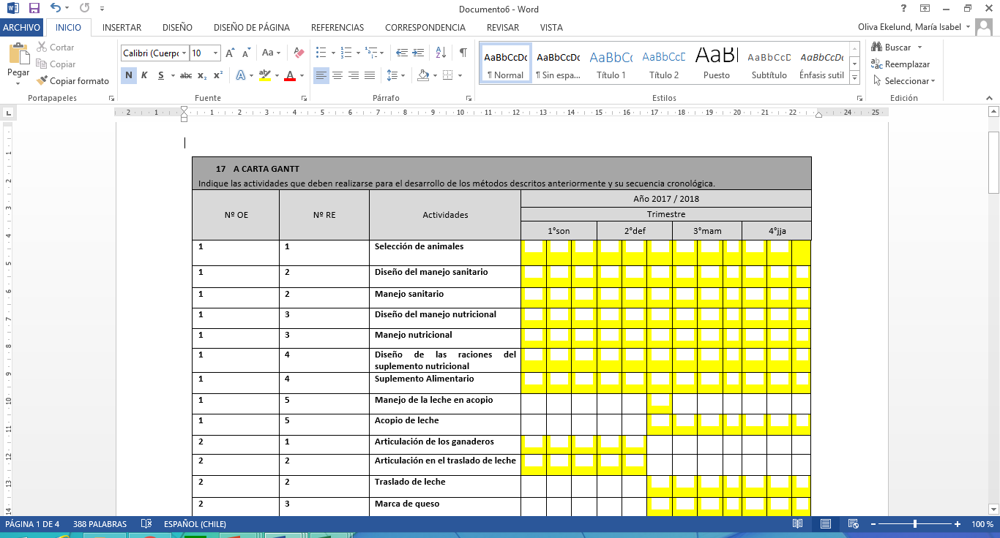 Documento6 - Word
ARCHIVO INICIO INSERTAR DISEÑO DISEÑO DE PÁGINA REFERENCIAS CORRESPONDENCIA REVISAR VISTA
Oliva Ekelund, María Isabel
Pegar
Cortar
Copiar
Copiar formato
Portapapeles
Calibri (Cuerpo 10
N K S abc x₂ x²
Fuente
Párrafo
AaBbCcDc AaBbCcDc AaBbCc AaBbCcD AaBl AaBbCcD AaBbCcDc
¶ Normal ¶ Sin espa... Título 1 Título 2 Puesto Subtítulo Énfasis sutil
Estilos
Buscar
Reemplazar
Seleccionar
Edición
2 1 1 2 3 4 5 6 7 8 9 10 11 12 13 14 15 16 17 18 19 20 21 22 24 25
1 2 3 4 5 6 7 8 9 10 11 12 13 14
17 A CARTA GANTT
Indique las actividades que deben realizarse para el desarrollo de los métodos descritos anteriormente y su secuencia cronológica.
Nº OE Nº RE Actividades Año 2017 / 2018
Trimestre
1°son 2°def 3°mam 4°jja
1 1 Selección de animales
1 2 Diseño del manejo sanitario
1 2 Manejo sanitario
1 3 Diseño del manejo nutricional
1 3 Manejo nutricional
1 4 Diseño de las raciones del
suplemento nutricional
1 4 Suplemento Alimentario
1 5 Manejo de la leche en acopio
1 5 Acopio de leche
2 1 Articulación de los ganaderos
2 2 Articulación en el traslado de leche
2 2 Traslado de leche
2 3 Marca de queso
PÁGINA 1 DE 4 388 PALABRAS ESPAÑOL (CHILE) 100 %